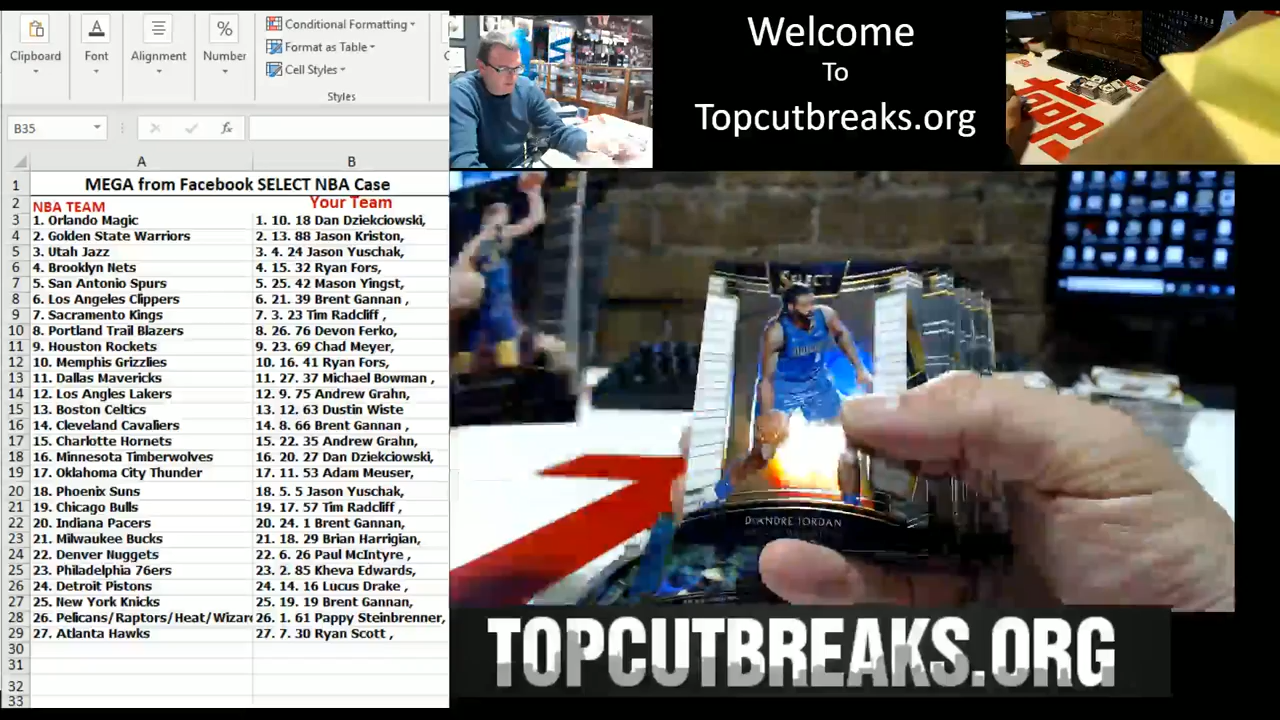 Clipboard
Font
Alignment
Number
Conditional Formatting
Format as Table
Cell Styles
Styles
B35
fx
A B
1 MEGA from Facebook SELECT NBA Case
2 NBA TEAM Your Team
3 1. Orlando Magic 1. 10. 18 Dan Dziekciowski,
4 2. Golden State Warriors 2. 13. 88 Jason Kriston,
5 3. Utah Jazz 3. 4. 24 Jason Yuschak,
6 4. Brooklyn Nets 4. 15. 32 Ryan Fors,
7 5. San Antonio Spurs 5. 25. 42 Mason Yingst,
8 6. Los Angeles Clippers 6. 21. 39 Brent Gannan ,
9 7. Sacramento Kings 7. 3. 23 Tim Radcliff ,
10 8. Portland Trail Blazers 8. 26. 76 Devon Ferko,
11 9. Houston Rockets 9. 23. 69 Chad Meyer,
12 10. Memphis Grizzlies 10. 16. 41 Ryan Fors,
13 11. Dallas Mavericks 11. 27. 37 Michael Bowman ,
14 12. Los Angles Lakers 12. 9. 75 Andrew Grahn,
15 13. Boston Celtics 13. 12. 63 Dustin Wiste
16 14. Cleveland Cavaliers 14. 8. 66 Brent Gannan ,
17 15. Charlotte Hornets 15. 22. 35 Andrew Grahn,
18 16. Minnesota Timberwolves 16. 20. 27 Dan Dziekciowski,
19 17. Oklahoma City Thunder 17. 11. 53 Adam Meuser,
20 18. Phoenix Suns 18. 5. 5 Jason Yuschak,
21 19. Chicago Bulls 19. 17. 57 Tim Radcliff ,
22 20. Indiana Pacers 20. 24. 1 Brent Gannan,
23 21. Milwaukee Bucks 21. 18. 29 Brian Harrigian,
24 22. Denver Nuggets 22. 6. 26 Paul McIntyre ,
25 23. Philadelphia 76ers 23. 2. 85 Kheva Edwards,
26 24. Detroit Pistons 24. 14. 16 Lucus Drake ,
27 25. New York Knicks 25. 19. 19 Brent Gannan,
28 26. Pelicans/Raptors/Heat/Wizar 26. 1. 61 Pappy Steinbrenner,
29 27. Atlanta Hawks 27. 7. 30 Ryan Scott ,
30
31
32
33
Welcome
To
Topcutbreaks.org
TOP
SELECT
DEANDRE JORDAN
TOPCUTBREAKS.ORG